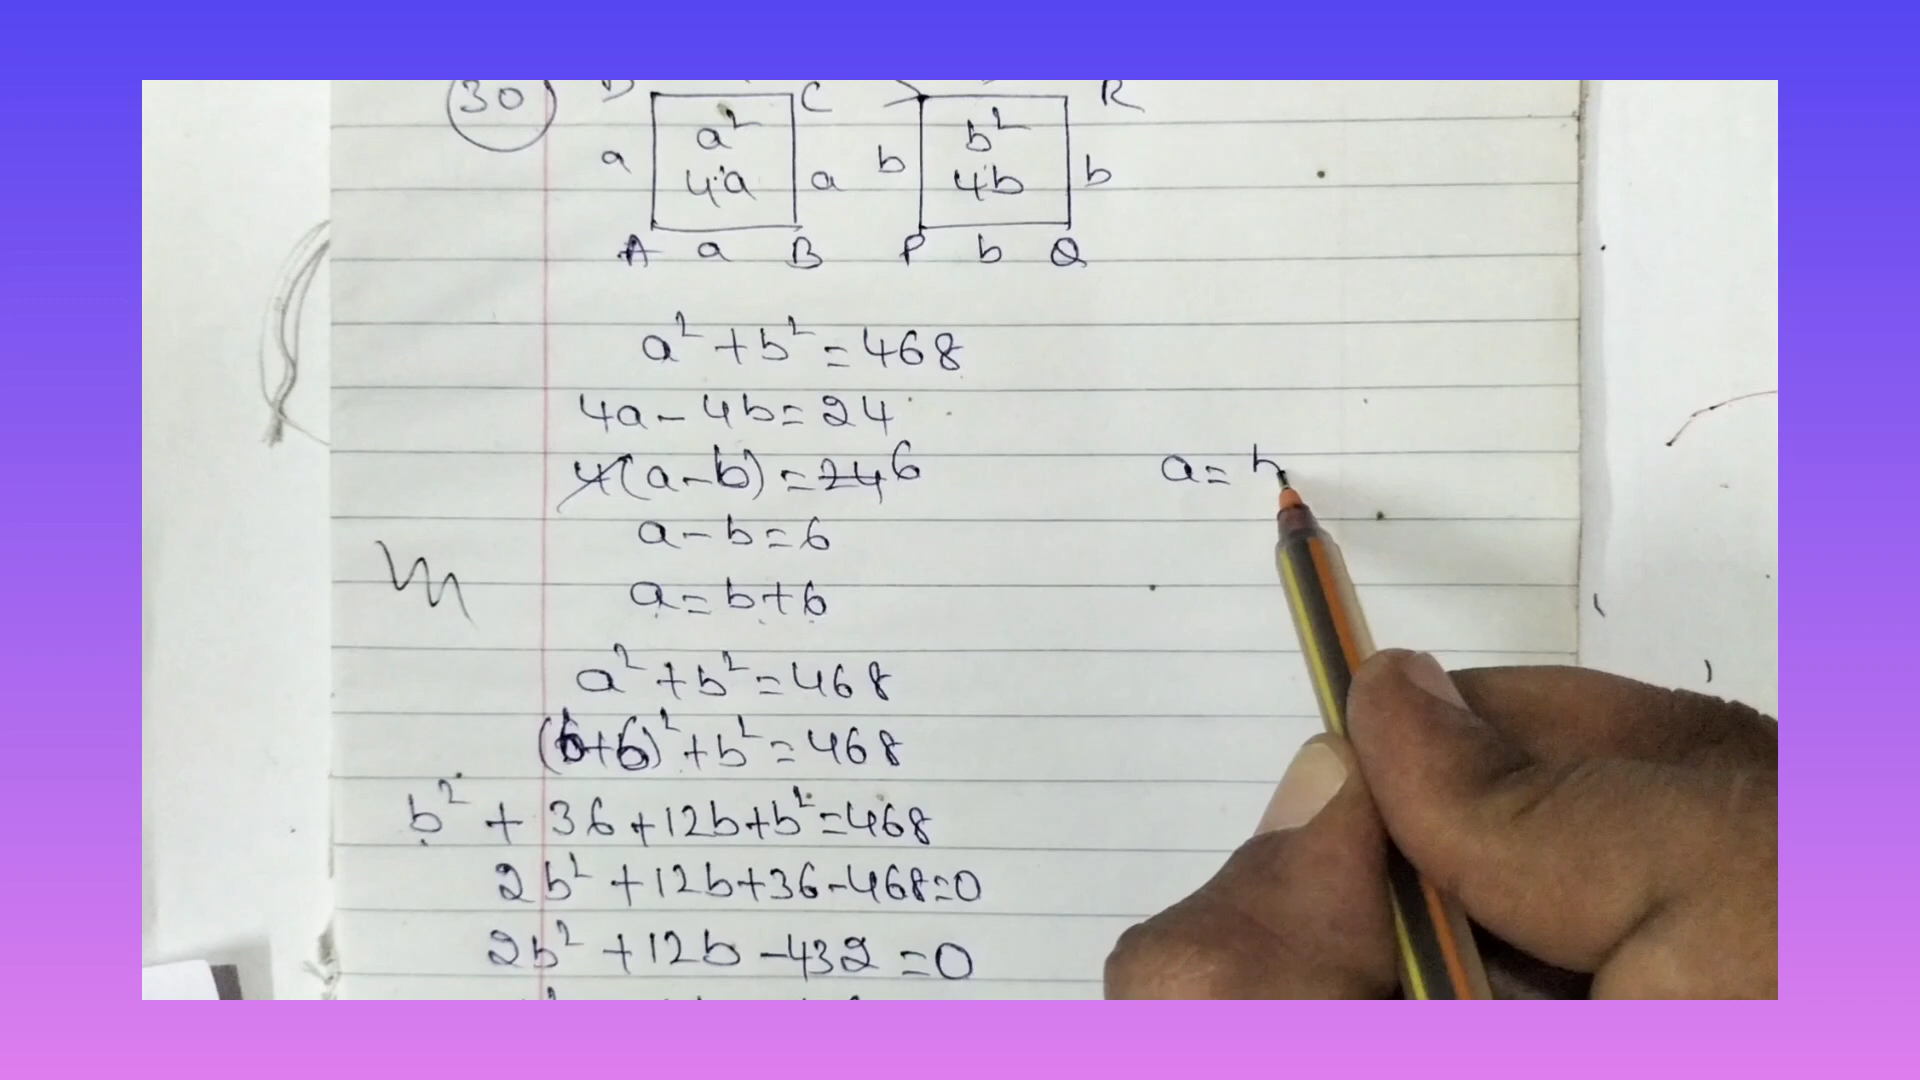 30
D C R
a² b²
a 4a a b 4b b
A a B P b Q
a² + b² = 468
4a - 4b = 24
4(a - b) = 24 6
a = b
a - b = 6
a = b + 6
a² + b² = 468
(b+6)² + b² = 468
b² + 36 + 12b + b² = 468
2b² + 12b + 36 - 468 = 0
2b² + 12b - 432 = 0